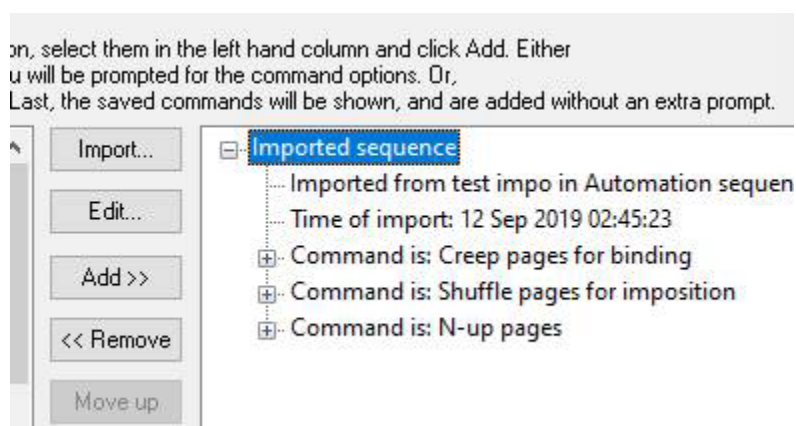 on, select them in the left hand column and click Add. Either
u will be prompted for the command options. Or,
Last, the saved commands will be shown, and are added without an extra prompt.
Import...
Edit...
Add >>
<< Remove
Move up
Imported sequence
Imported from test impo in Automation sequen
Time of import: 12 Sep 2019 02:45:23
Command is: Creep pages for binding
Command is: Shuffle pages for imposition
Command is: N-up pages